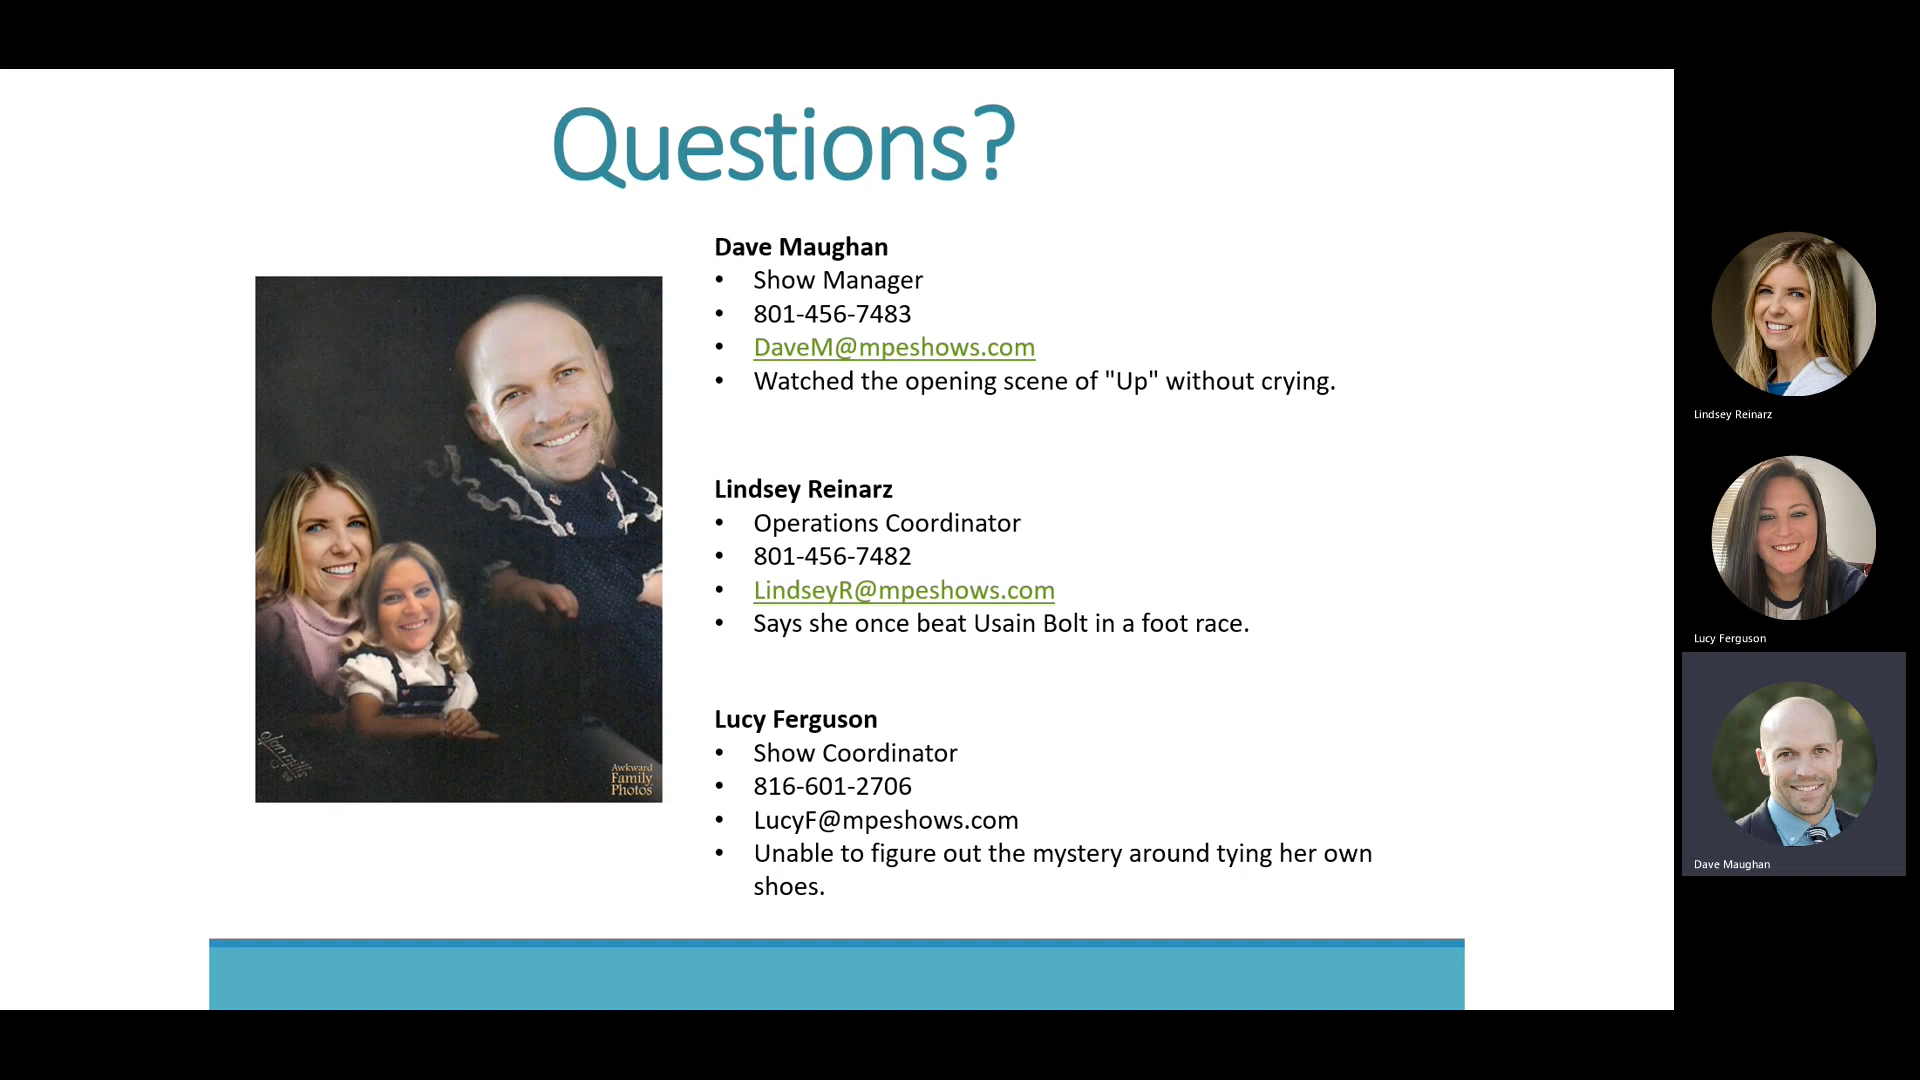 Questions?
Dave Maughan
• Show Manager
• 801-456-7483
• DaveM@mpeshows.com
• Watched the opening scene of "Up" without crying.
Lindsey Reinarz
• Operations Coordinator
• 801-456-7482
• LindseyR@mpeshows.com
• Says she once beat Usain Bolt in a foot race.
Lucy Ferguson
• Show Coordinator
• 816-601-2706
• LucyF@mpeshows.com
• Unable to figure out the mystery around tying her own
shoes.
Awkward
Family
Photos
Lindsey Reinarz
Lucy Ferguson
Dave Maughan